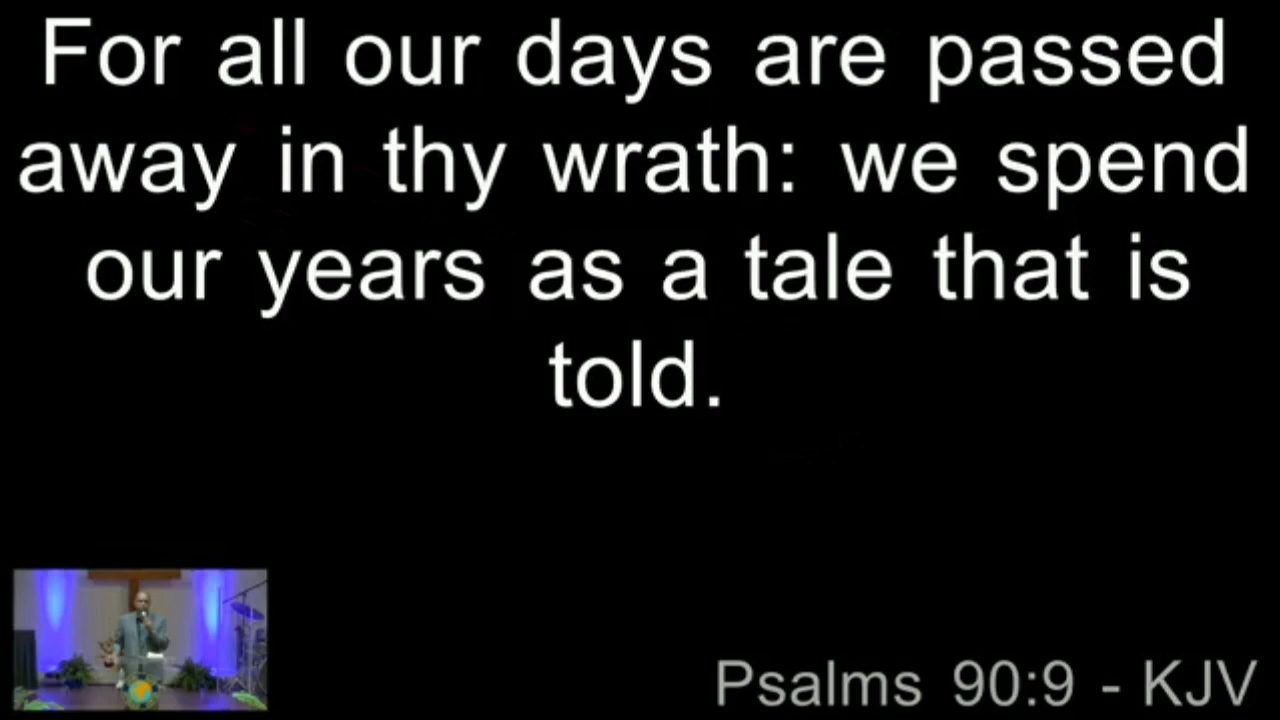 For all our days are passed
away in thy wrath: we spend
our years as a tale that is
told.
Psalms 90:9 - KJV